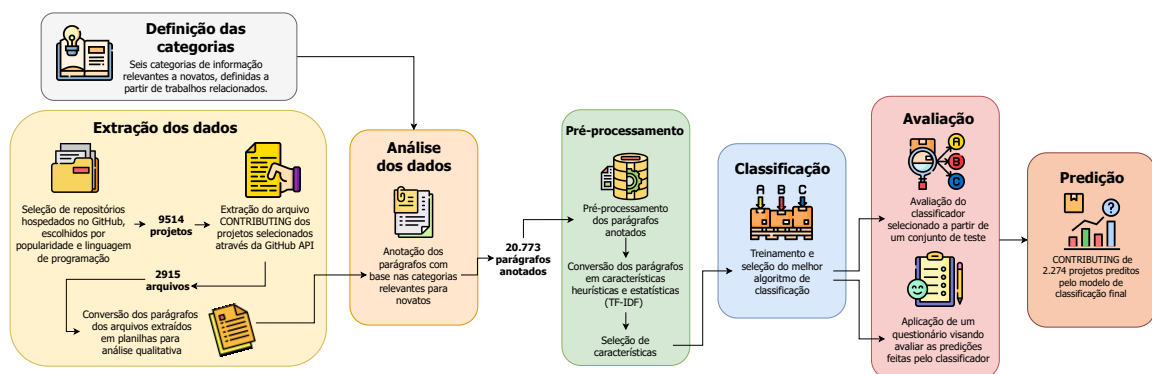 Definição das
categorias
Seis categorias de informação
relevantes a novatos, definidas a
partir de trabalhos relacionados.
Extração dos dados
Seleção de repositórios
hospedados no GitHub,
escolhidos por
popularidade e linguagem
de programação
9514
projetos
Extração do arquivo
CONTRIBUTING dos
projetos selecionados
através da GitHub API
2915
arquivos
Conversão dos parágrafos
dos arquivos extraídos
em planilhas para
análise qualitativa
Análise
dos dados
Anotação dos
parágrafos com
base nas categorias
relevantes para
novatos
20.773
parágrafos
anotados
Pré-processamento
Pré-processamento
dos parágrafos
anotados
Conversão dos parágrafos
em características
heurísticas e estatísticas
(TF-IDF)
Seleção de
características
Classificação
A B C
Treinamento e
seleção do melhor
algoritmo de
classificação
Avaliação
A
B
C
Avaliação do
classificador
selecionado a partir
de um conjunto de teste
Aplicação de um
questionário visando
avaliar as predições
feitas pelo classificador
Predição
?
CONTRIBUTING de
2.274 projetos preditos
pelo modelo de
classificação final